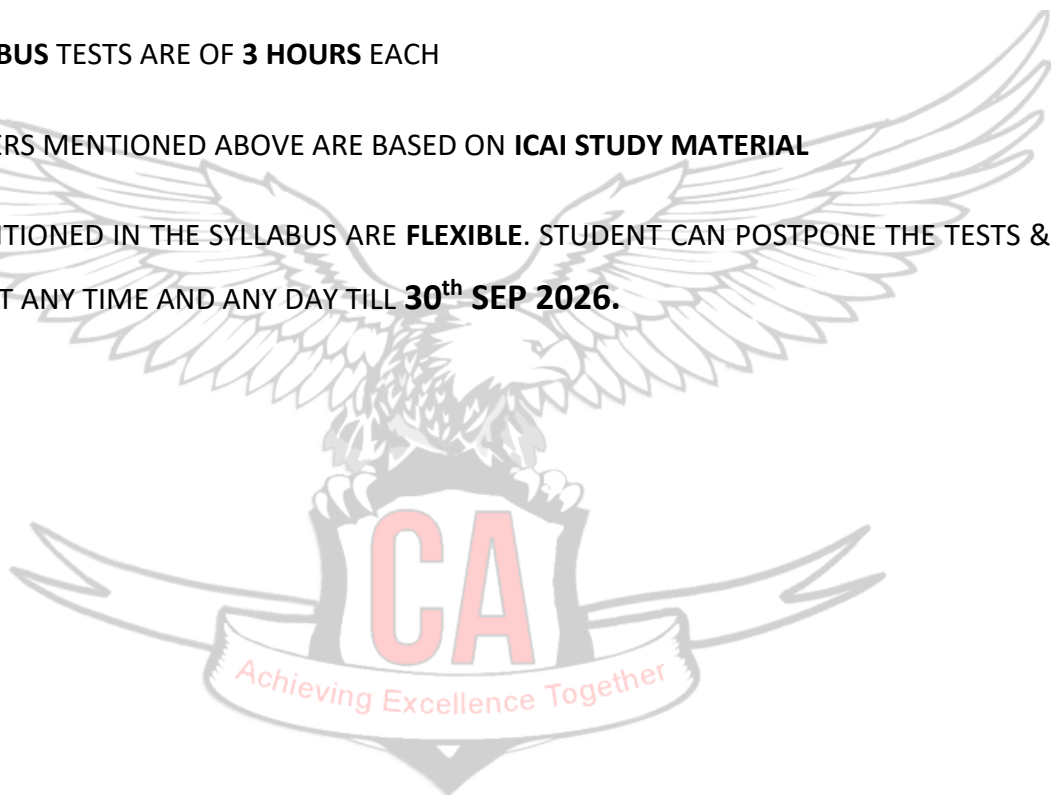 BUS TESTS ARE OF 3 HOURS EACH
ERS MENTIONED ABOVE ARE BASED ON ICAI STUDY MATERIAL
TIONED IN THE SYLLABUS ARE FLEXIBLE. STUDENT CAN POSTPONE THE TESTS &
T ANY TIME AND ANY DAY TILL 30th SEP 2026.
CA
Achieving Excellence Together